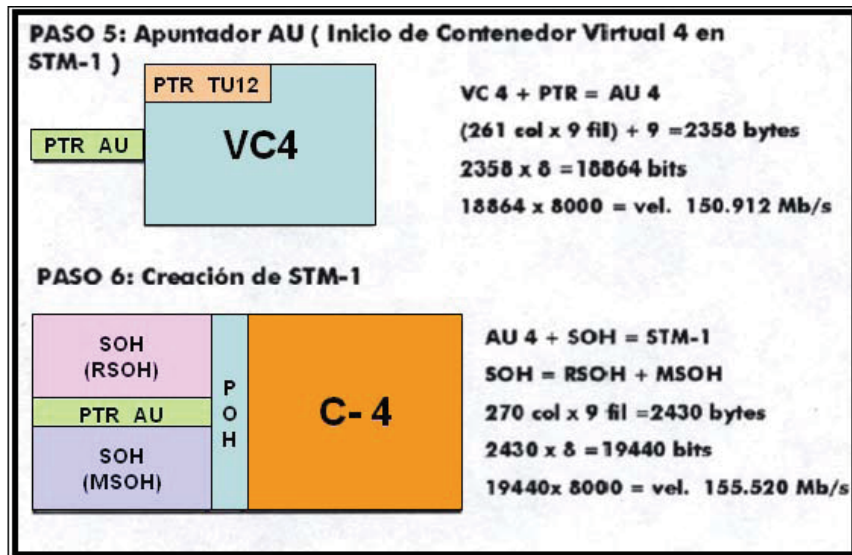 PASO 5: Apuntador AU ( Inicio de Contenedor Virtual 4 en
STM-1 )
PTR TU12
PTR AU
VC4
VC 4 + PTR = AU 4
(261 col x 9 fil) + 9 =2358 bytes
2358 x 8 =18864 bits
18864 x 8000 = vel. 150.912 Mb/s
PASO 6: Creación de STM-1
SOH
(RSOH)
PTR AU
SOH
(MSOH)
P
O
H
C- 4
AU 4 + SOH = STM-1
SOH = RSOH + MSOH
270 col x 9 fil =2430 bytes
2430 x 8 =19440 bits
19440x 8000 = vel. 155.520 Mb/s